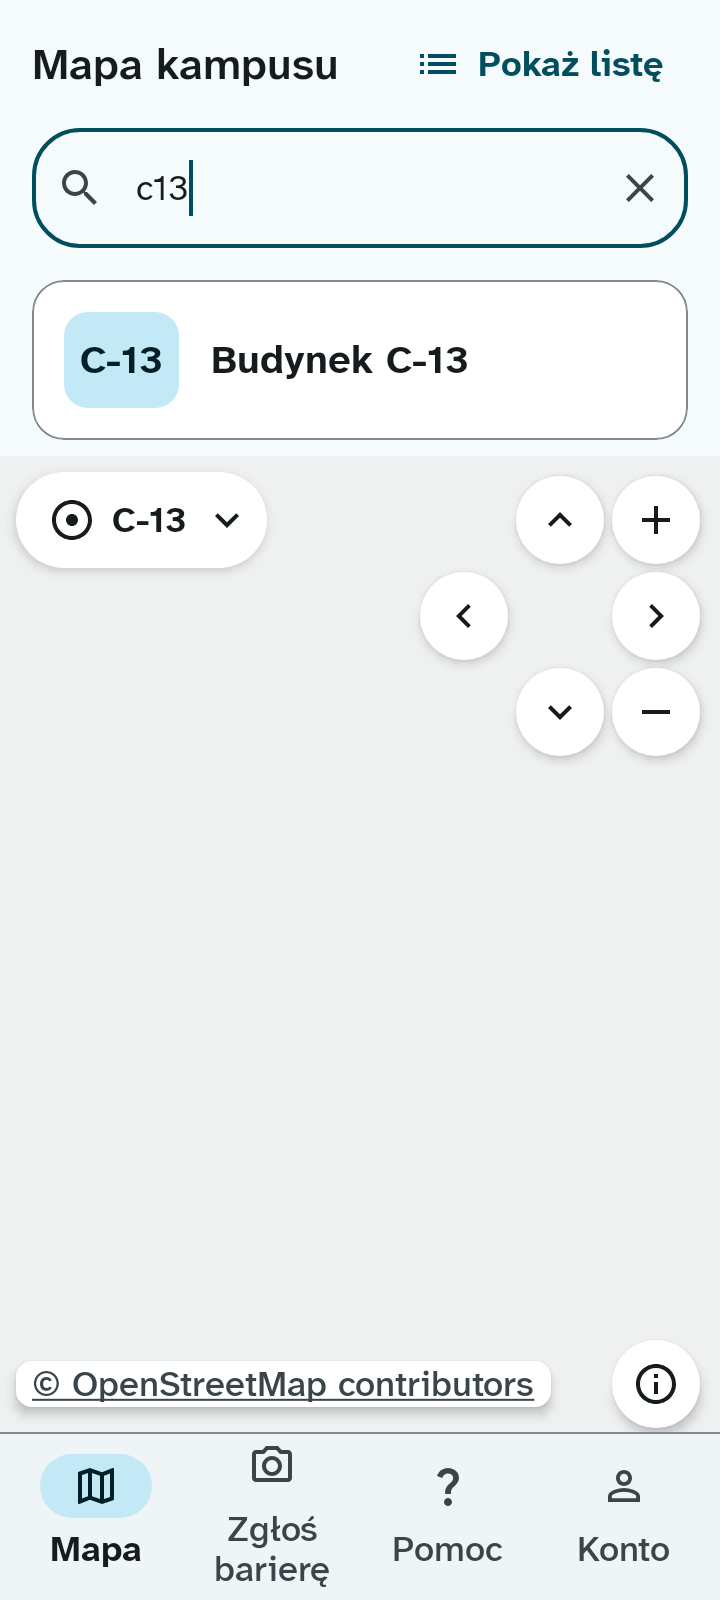 Mapa kampusu
Pokaż listę
c13
C-13 Budynek C-13
C-13
© OpenStreetMap contributors
Mapa
Zgłoś
barierę
Pomoc
Konto